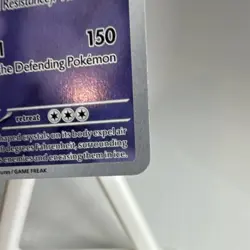 Resistance
150
the Defending Pokémon
retreat
shaped crystals on its body expel air
degrees Fahrenheit, surrounding
enemies and encasing them in ice.
/ GAME FREAK